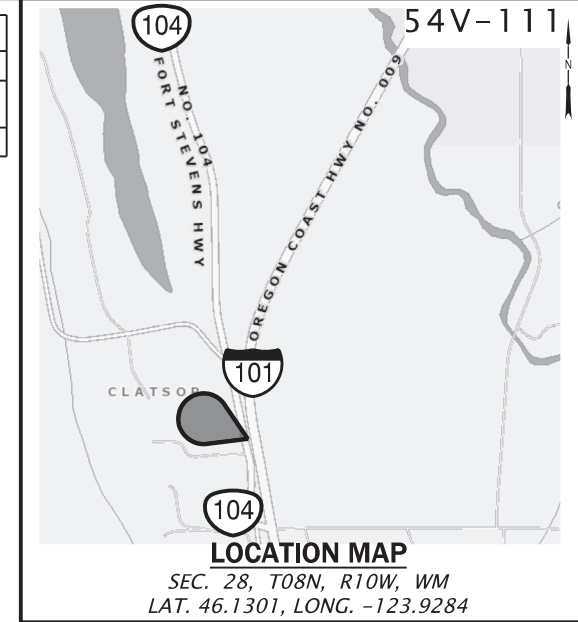 54V-111
104
N
NO. 104
FORT STEVENS HWY
OREGON COAST HWY NO. 009
101
CLATSOP
104
LOCATION MAP
SEC. 28, T08N, R10W, WM
LAT. 46.1301, LONG. -123.9284